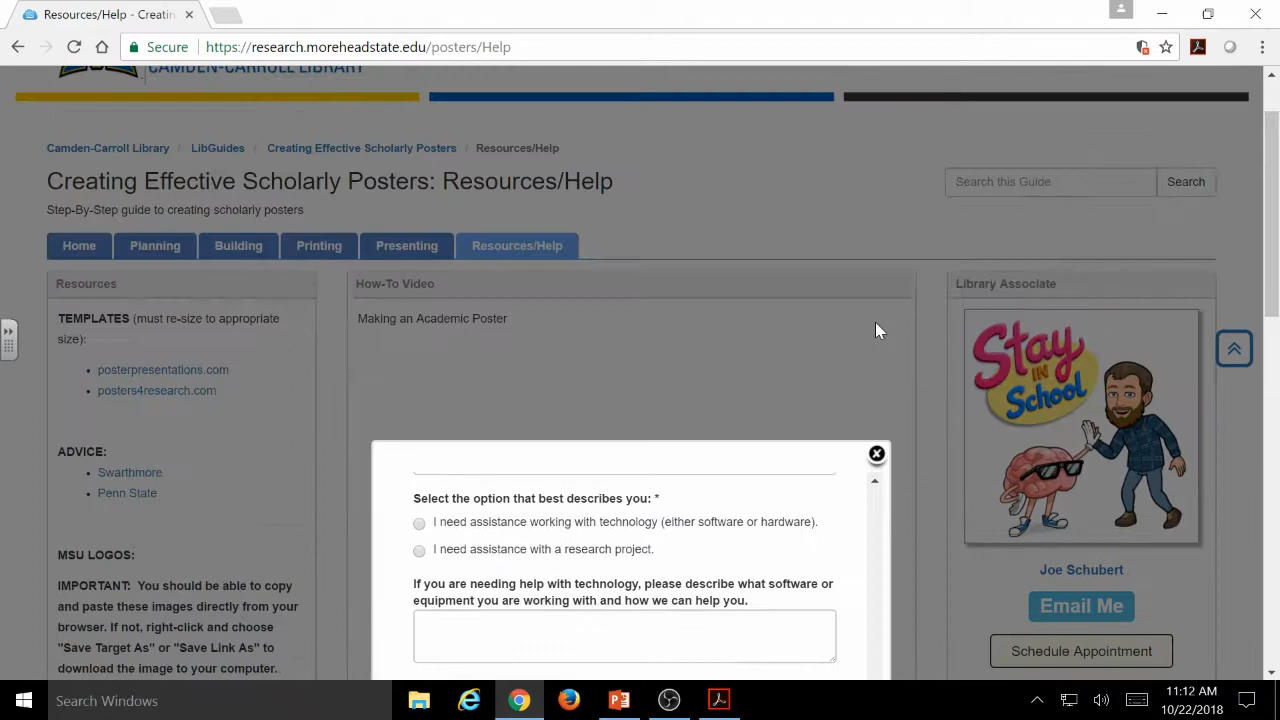 Resources/Help - Creatin
Secure https://research.moreheadstate.edu/posters/Help
CAMDEN-CARROLL LIBRARY
Camden-Carroll Library / LibGuides / Creating Effective Scholarly Posters / Resources/Help
Creating Effective Scholarly Posters: Resources/Help
Search this Guide Search
Step-By-Step guide to creating scholarly posters
Home Planning Building Printing Presenting Resources/Help
Resources
TEMPLATES (must re-size to appropriate
size):
posterpresentations.com
posters4research.com
ADVICE:
Swarthmore
Penn State
MSU LOGOS:
IMPORTANT: You should be able to copy
and paste these images directly from your
browser. If not, right-click and choose
"Save Target As" or "Save Link As" to
download the image to your computer.
How-To Video
Making an Academic Poster
Select the option that best describes you: *
I need assistance working with technology (either software or hardware).
I need assistance with a research project.
If you are needing help with technology, please describe what software or
equipment you are working with and how we can help you.
Library Associate
Stay
IN
School
Joe Schubert
Email Me
Schedule Appointment
Search Windows
11:12 AM
10/22/2018